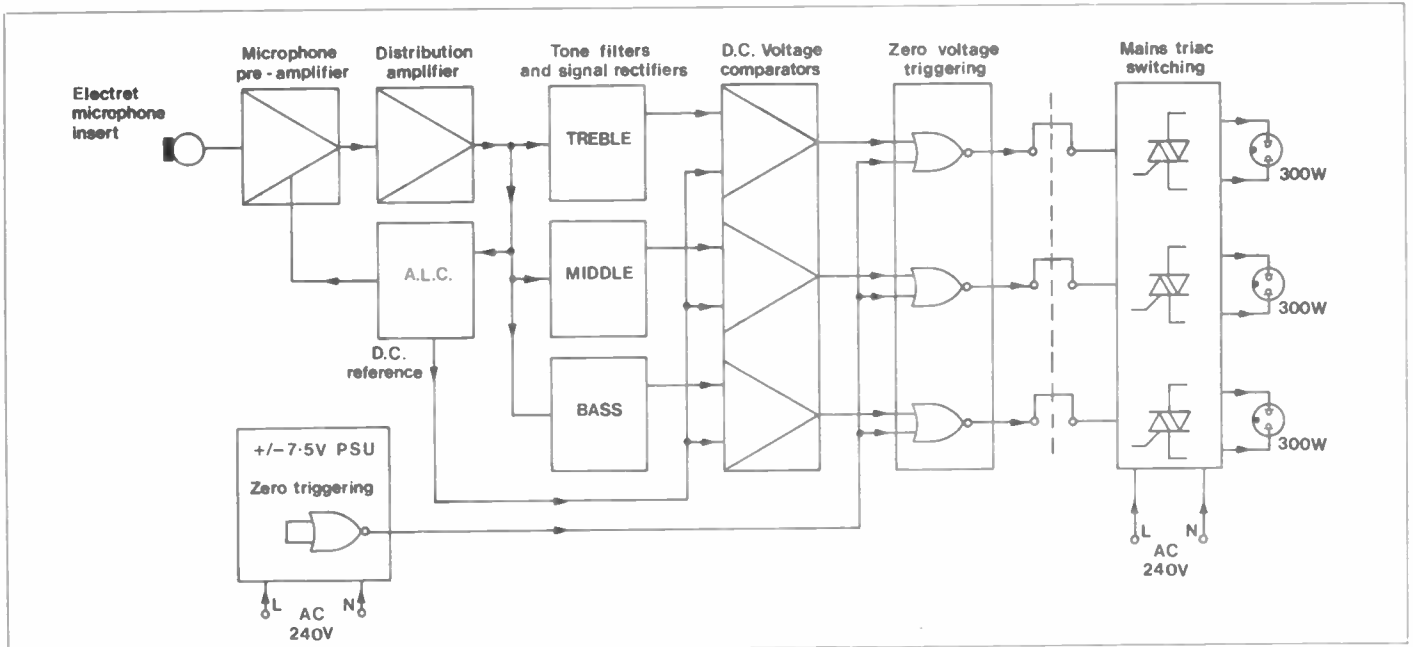 Electret
microphone
insert
Microphone
pre-amplifier
Distribution
amplifier
Tone filters
and signal rectifiers
D.C. Voltage
comparators
Zero voltage
triggering
Mains triac
switching
TREBLE
MIDDLE
BASS
A.L.C.
D.C.
reference
+/-7·5V PSU
Zero triggering
L
N
AC
240V
300W
300W
300W
L
N
AC
240V